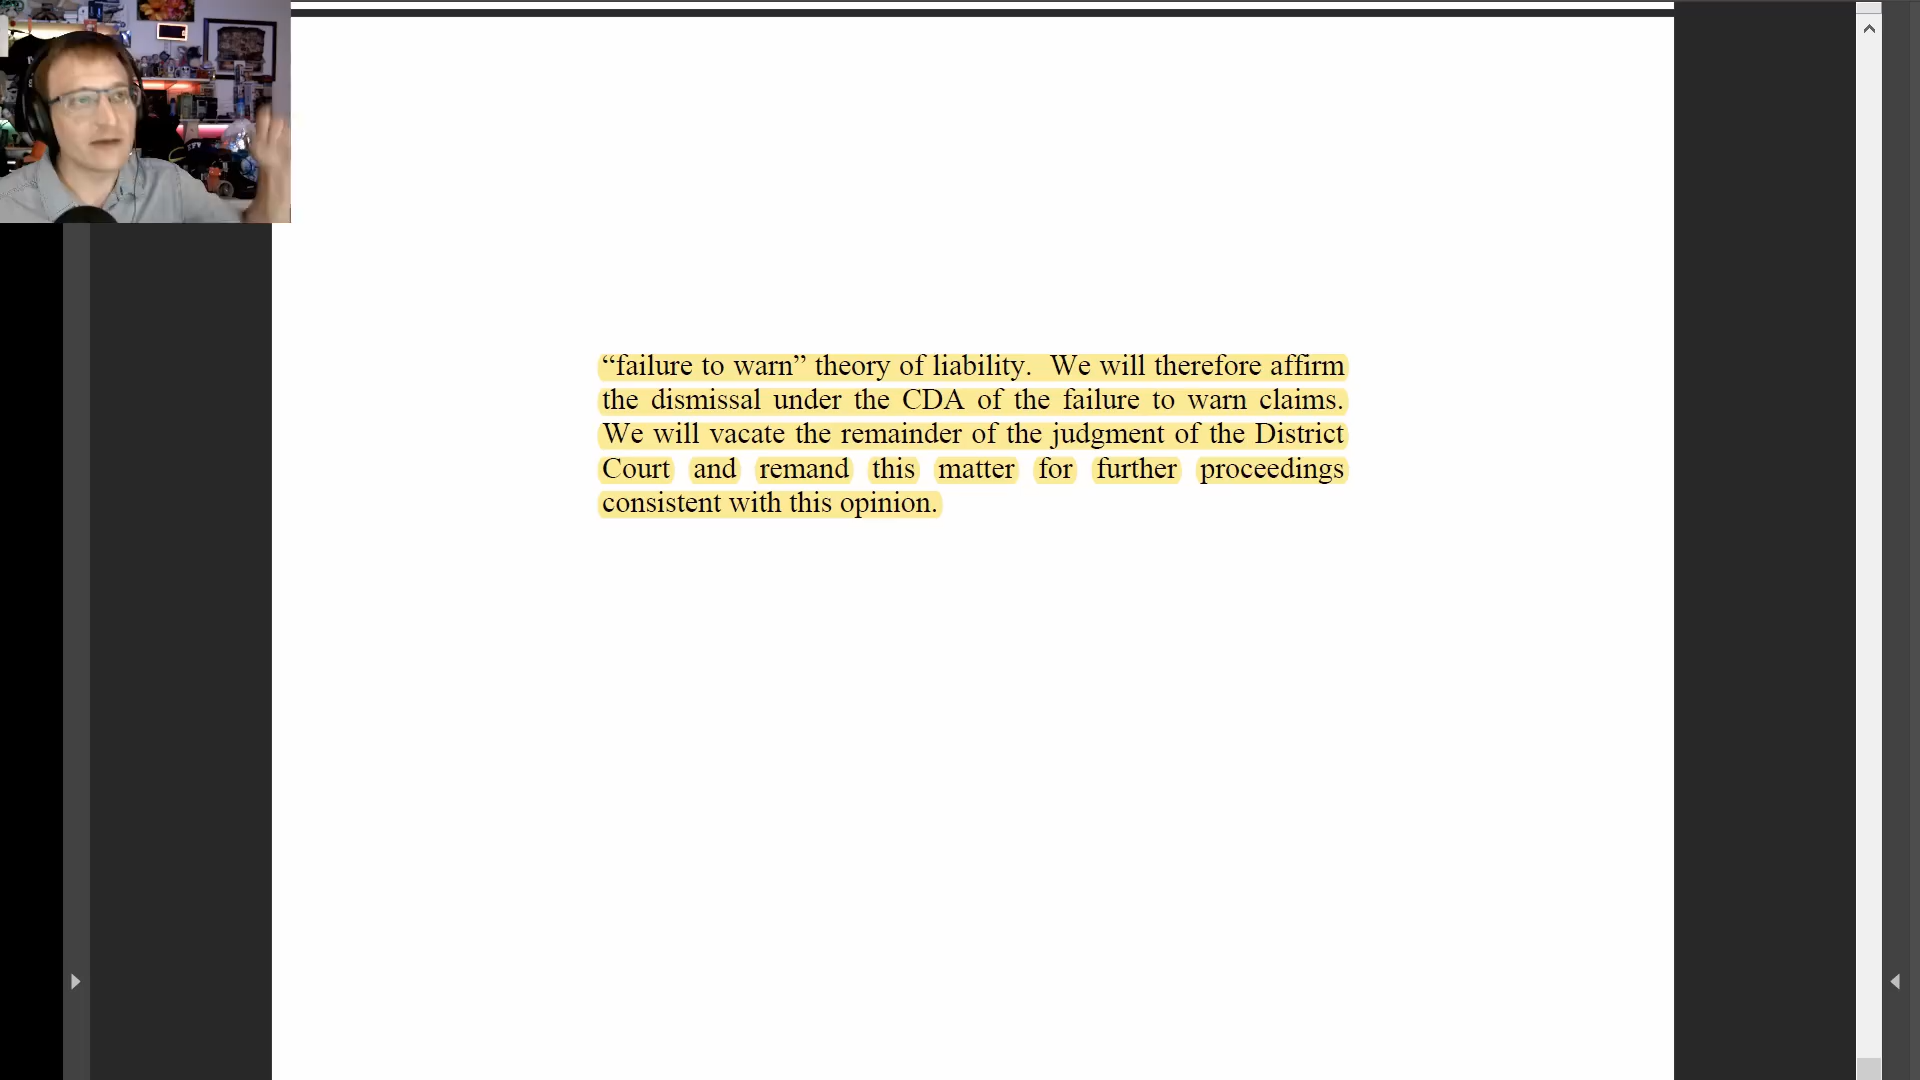 “failure to warn” theory of liability.  We will therefore affirm
the dismissal under the CDA of the failure to warn claims.
We will vacate the remainder of the judgment of the District
Court and remand this matter for further proceedings
consistent with this opinion.